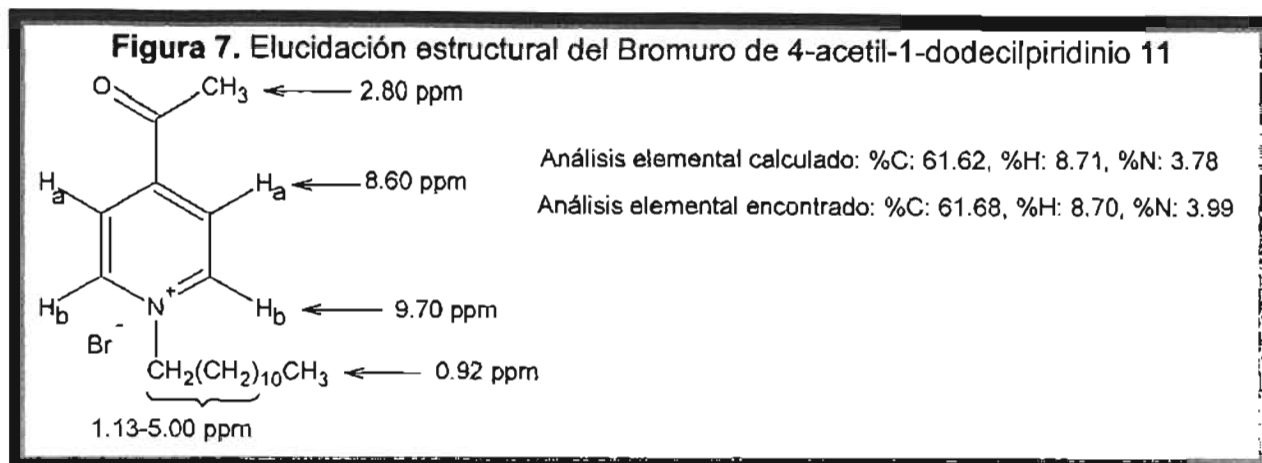 Figura 7. Elucidación estructural del Bromuro de 4-acetil-1-dodecilpiridinio 11
O
CH3
2.80 ppm
Análisis elemental calculado: %C: 61.62, %H: 8.71, %N: 3.78
Ha
Ha
8.60 ppm
Análisis elemental encontrado: %C: 61.68, %H: 8.70, %N: 3.99
Hb
N+
Hb
9.70 ppm
Br-
CH2(CH2)10CH3
0.92 ppm
1.13-5.00 ppm